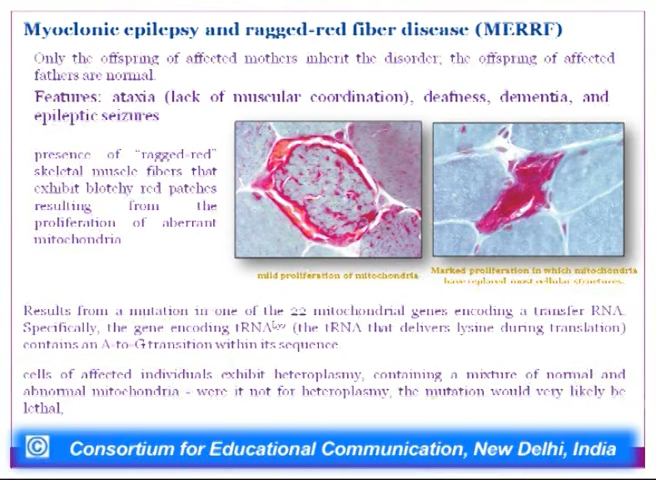 Myoclonic epilepsy and ragged-red fiber disease (MERRF)
Only the offspring of affected mothers inherit the disorder; the offspring of affected
fathers are normal.
Features: ataxia (lack of muscular coordination), deafness, dementia, and
epileptic seizures
presence of "ragged-red"
skeletal muscle fibers that
exhibit blotchy red patches
resulting from the
proliferation of aberrant
mitochondria
mild proliferation of mitochondria
Marked proliferation in which mitochondria
have replaced most cellular structures.
Results from a mutation in one of the 22 mitochondrial genes encoding a transfer RNA.
Specifically, the gene encoding tRNALys (the tRNA that delivers lysine during translation)
contains an A-to-G transition within its sequence.
cells of affected individuals exhibit heteroplasmy, containing a mixture of normal and
abnormal mitochondria - were it not for heteroplasmy, the mutation would very likely be
lethal.
© Consortium for Educational Communication, New Delhi, India